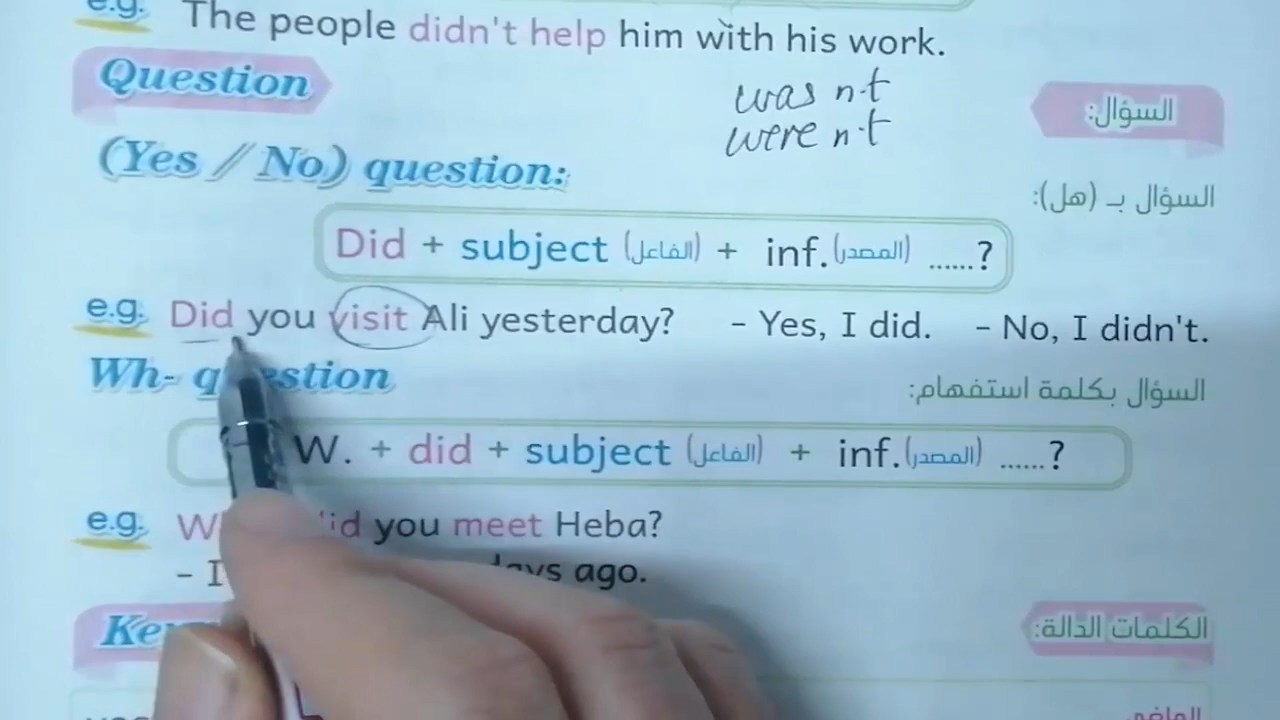 e.g. The people didn't help him with his work.
was n't
were n't
Question السؤال:
(Yes / No) question: السؤال بـ (هل):
Did + subject (الفاعل) + inf. (المصدر) ......?
e.g. Did you visit Ali yesterday? - Yes, I did. - No, I didn't.
Wh- question السؤال بكلمة استفهام:
W. + did + subject (الفاعل) + inf. (المصدر) ......?
e.g. did you meet Heba?
- I days ago.
الكلمات الدالة: